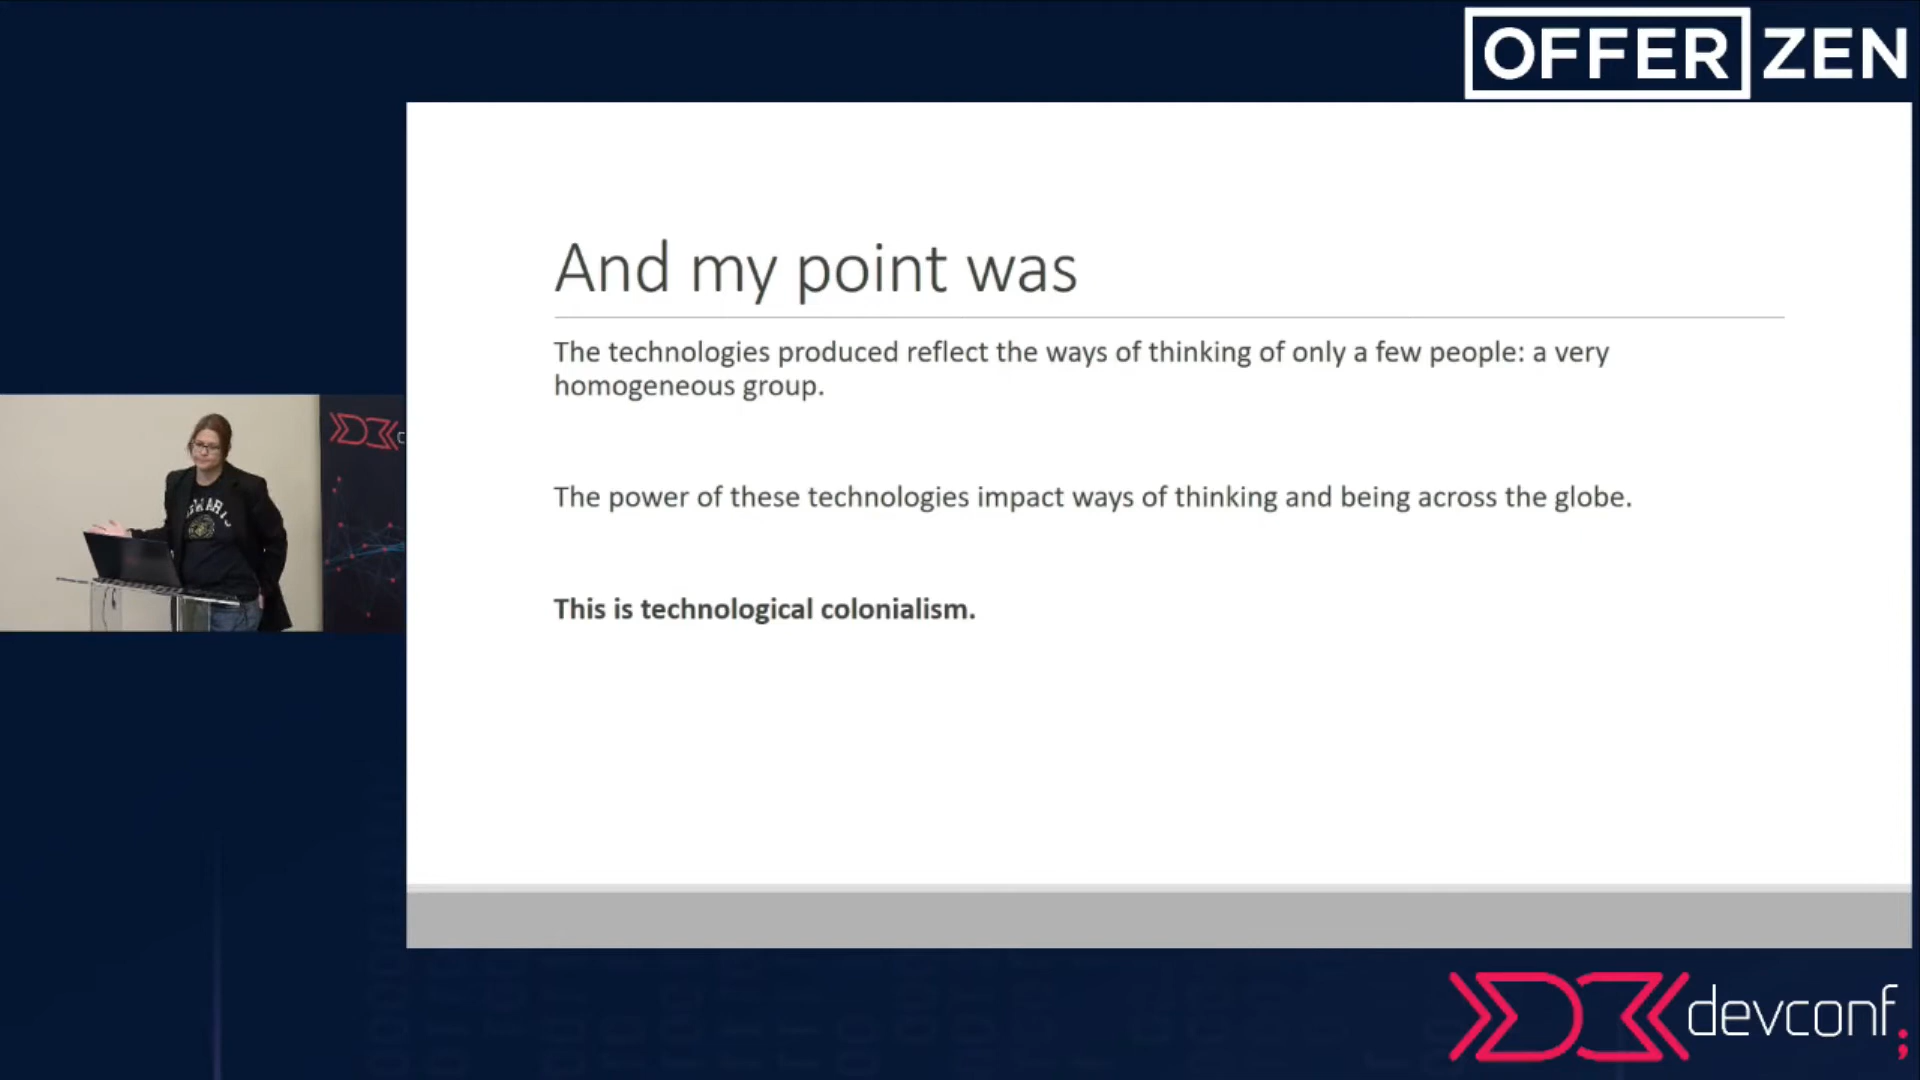 OFFER ZEN
And my point was
The technologies produced reflect the ways of thinking of only a few people: a very
homogeneous group.
The power of these technologies impact ways of thinking and being across the globe.
This is technological colonialism.
devconf;